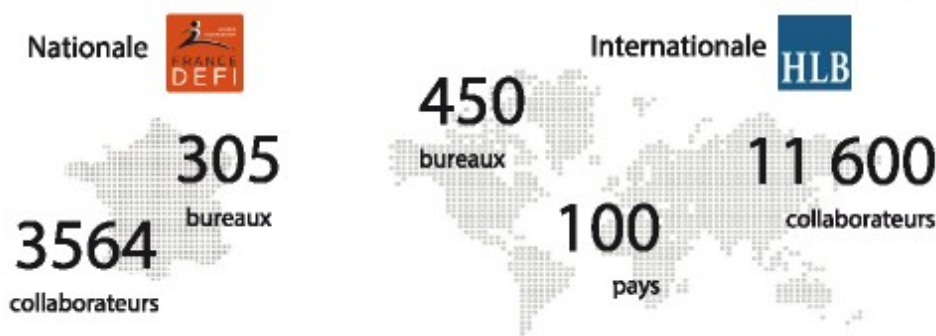 Nationale
FRANCE
DEFI
305
bureaux
3564
collaborateurs
Internationale
HLB
450
bureaux
11 600
collaborateurs
100
pays